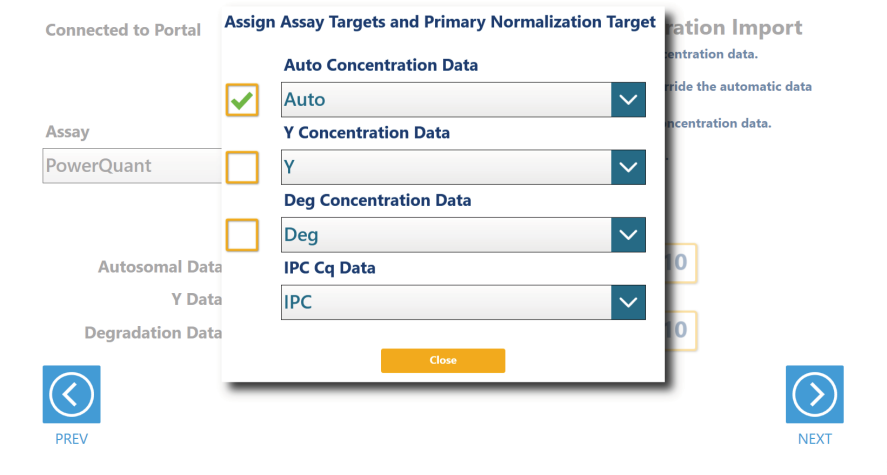 Connected to Portal
Assign Assay Targets and Primary Normalization Target
ration Import
entration data.
Auto Concentration Data
rride the automatic data
Auto
ncentration data.
Assay
Y Concentration Data
PowerQuant
Y
Deg Concentration Data
Deg
Autosomal Data
IPC Cq Data
10
Y Data
IPC
Degradation Data
10
Close
PREV
NEXT